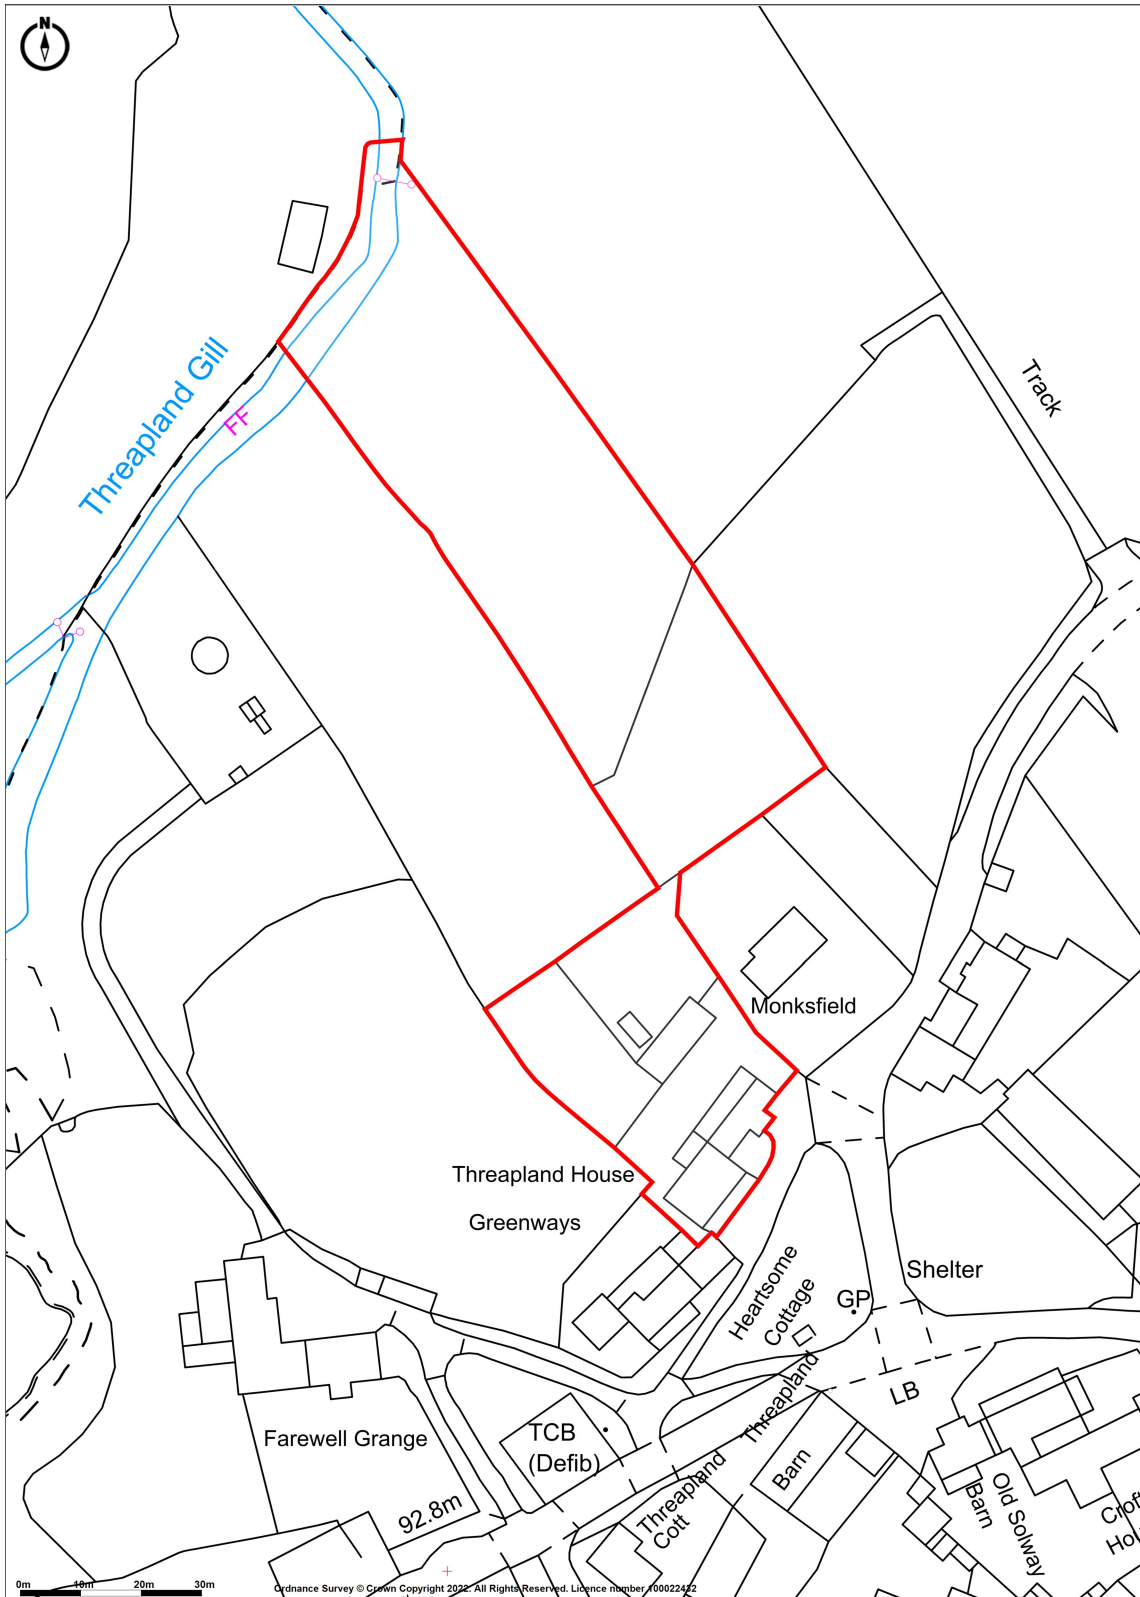 N
Threapland Gill
FF
Track
Monksfield
Threapland House
Greenways
Heartsome
Cottage
Shelter
GP
LB
Threapland
Farewell Grange
TCB
(Defib)
Barn
Threapland
Cott
92.8m
Barn
Old Solway
0m 10m 20m 30m
Ordnance Survey © Crown Copyright 2022. All Rights Reserved. Licence number 100022432